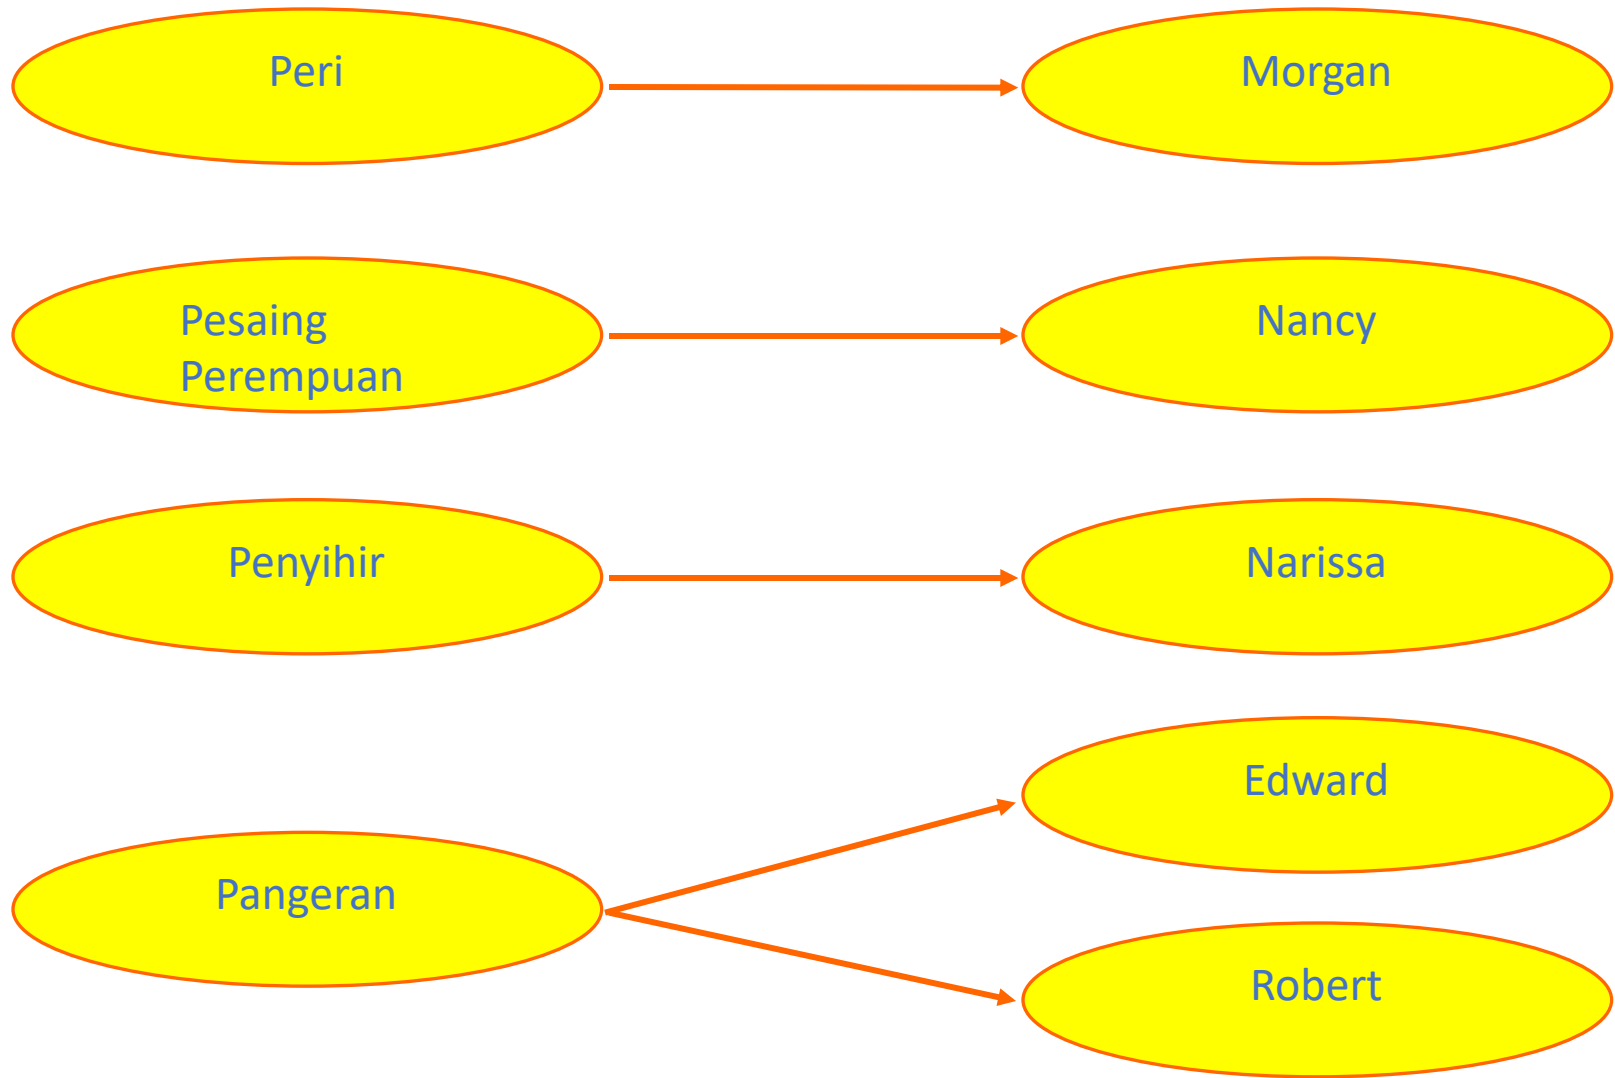 Peri
Morgan
Pesaing
Perempuan
Nancy
Penyihir
Narissa
Pangeran
Edward
Robert